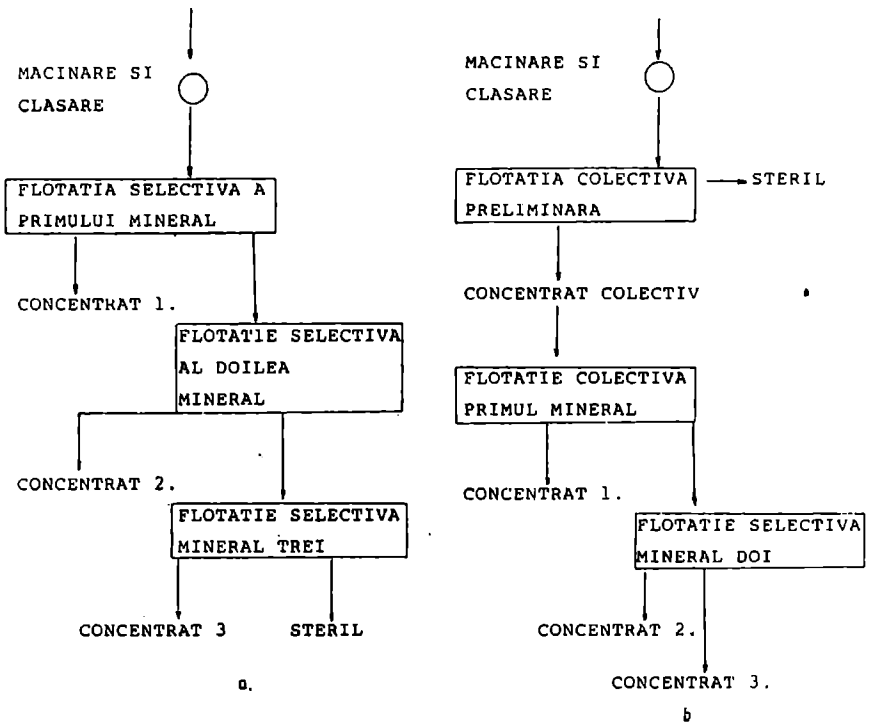 MACINARE SI
CLASARE
FLOTATIA SELECTIVA A
PRIMULUI MINERAL
CONCENTRAT 1.
FLOTATIE SELECTIVA
AL DOILEA
MINERAL
CONCENTRAT 2.
FLOTATIE SELECTIVA
MINERAL TREI
CONCENTRAT 3 STERIL
a.
MACINARE SI
CLASARE
FLOTATIA COLECTIVA
PRELIMINARA
STERIL
CONCENTRAT COLECTIV
FLOTATIE COLECTIVA
PRIMUL MINERAL
CONCENTRAT 1.
FLOTATIE SELECTIVA
MINERAL DOI
CONCENTRAT 2.
CONCENTRAT 3.
b